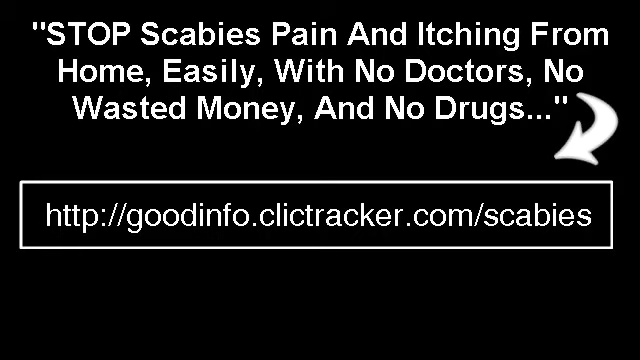 "STOP Scabies Pain And Itching From
Home, Easily, With No Doctors, No
Wasted Money, And No Drugs..."
http://goodinfo.clictracker.com/scabies